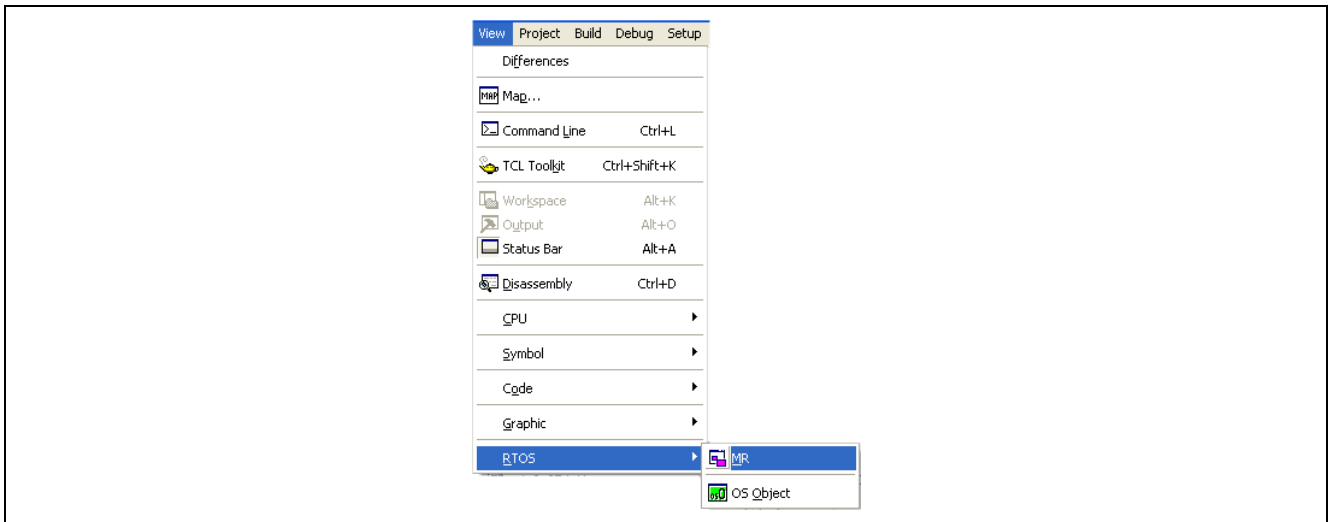 View Project Build Debug Setup
Differences
MAP Map...
Command Line Ctrl+L
TCL Toolkit Ctrl+Shift+K
Workspace Alt+K
Output Alt+O
Status Bar Alt+A
Disassembly Ctrl+D
CPU
Symbol
Code
Graphic
RTOS MR
OS Object